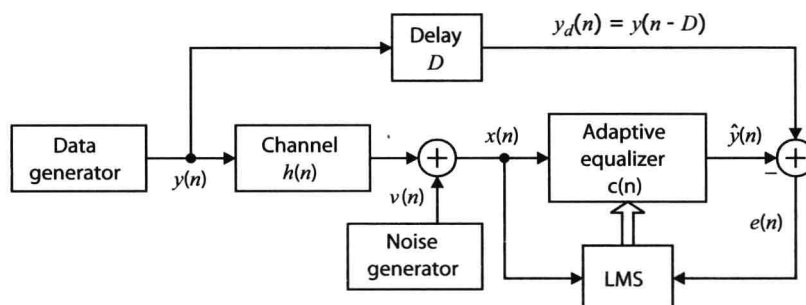 Delay
D
y_d(n) = y(n - D)
Data
generator
y(n)
Channel
h(n)
+
v(n)
Noise
generator
x(n)
Adaptive
equalizer
c(n)
ŷ(n)
−
+
e(n)
LMS